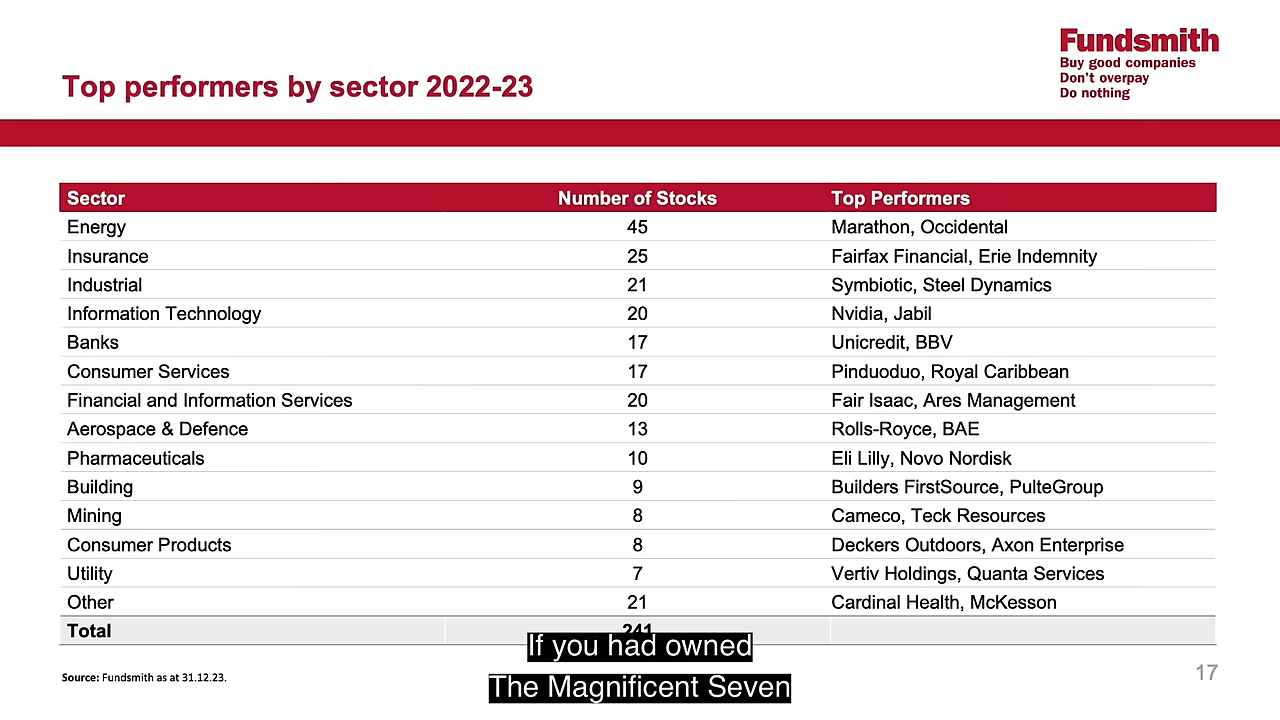 Fundsmith
Buy good companies
Don't overpay
Do nothing
Top performers by sector 2022-23
Sector Number of Stocks Top Performers
Energy 45 Marathon, Occidental
Insurance 25 Fairfax Financial, Erie Indemnity
Industrial 21 Symbiotic, Steel Dynamics
Information Technology 20 Nvidia, Jabil
Banks 17 Unicredit, BBV
Consumer Services 17 Pinduoduo, Royal Caribbean
Financial and Information Services 20 Fair Isaac, Ares Management
Aerospace & Defence 13 Rolls-Royce, BAE
Pharmaceuticals 10 Eli Lilly, Novo Nordisk
Building 9 Builders FirstSource, PulteGroup
Mining 8 Cameco, Teck Resources
Consumer Products 8 Deckers Outdoors, Axon Enterprise
Utility 7 Vertiv Holdings, Quanta Services
Other 21 Cardinal Health, McKesson
Total 241
If you had owned
The Magnificent Seven
Source: Fundsmith as at 31.12.23.
17